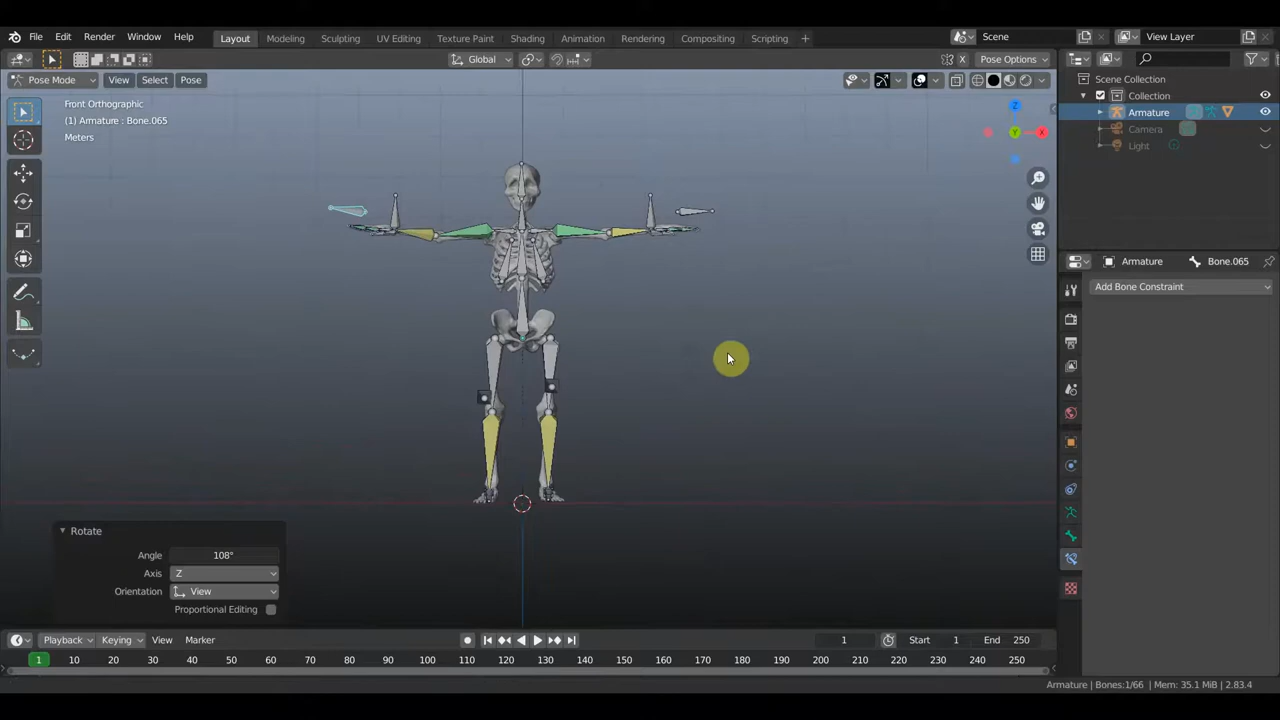 File Edit Render Window Help Layout Modeling Sculpting UV Editing Texture Paint Shading Animation Rendering Compositing Scripting + Scene View Layer
Global X Pose Options
Pose Mode View Select Pose
Scene Collection
Collection
Armature
Camera
Light
Front Orthographic
(1) Armature : Bone.065
Meters
Z
Y
X
Armature Bone.065
Add Bone Constraint
Rotate
Angle 108°
Axis Z
Orientation View
Proportional Editing
Playback Keying View Marker 1 Start 1 End 250
1 10 20 30 40 50 60 70 80 90 100 110 120 130 140 150 160 170 180 190 200 210 220 230 240 250
Armature | Bones:1/66 | Mem: 35.1 MiB | 2.83.4